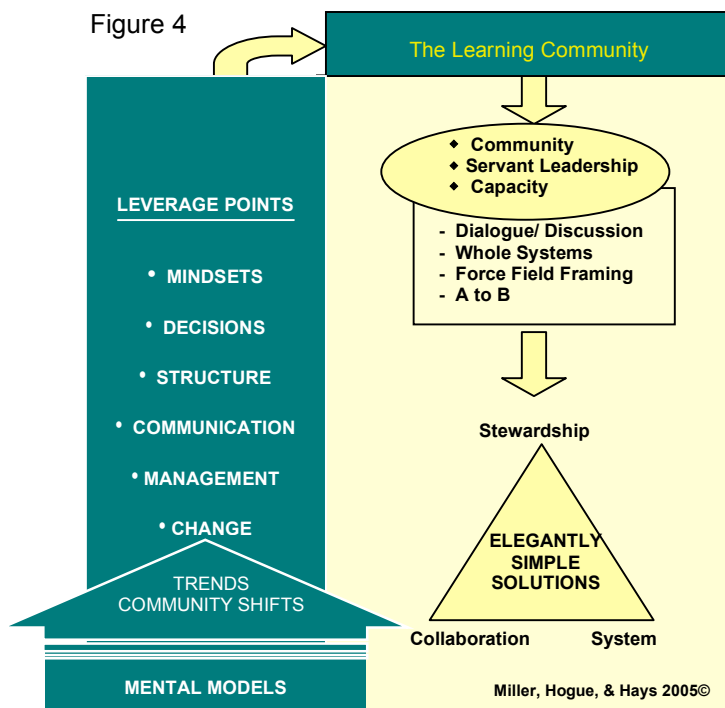 Figure 4
The Learning Community
◆ Community
◆ Servant Leadership
◆ Capacity
- Dialogue/ Discussion
- Whole Systems
- Force Field Framing
- A to B
LEVERAGE POINTS
• MINDSETS
• DECISIONS
• STRUCTURE
• COMMUNICATION
• MANAGEMENT
• CHANGE
TRENDS
COMMUNITY SHIFTS
MENTAL MODELS
Stewardship
ELEGANTLY
SIMPLE
SOLUTIONS
Collaboration
System
Miller, Hogue, & Hays 2005©